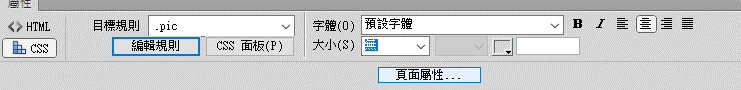 屬性
<> HTML 目標規則 .pic 字體(O) 預設字體 B I
CSS 編輯規則 CSS 面板(P) 大小(S) 無
頁面屬性...